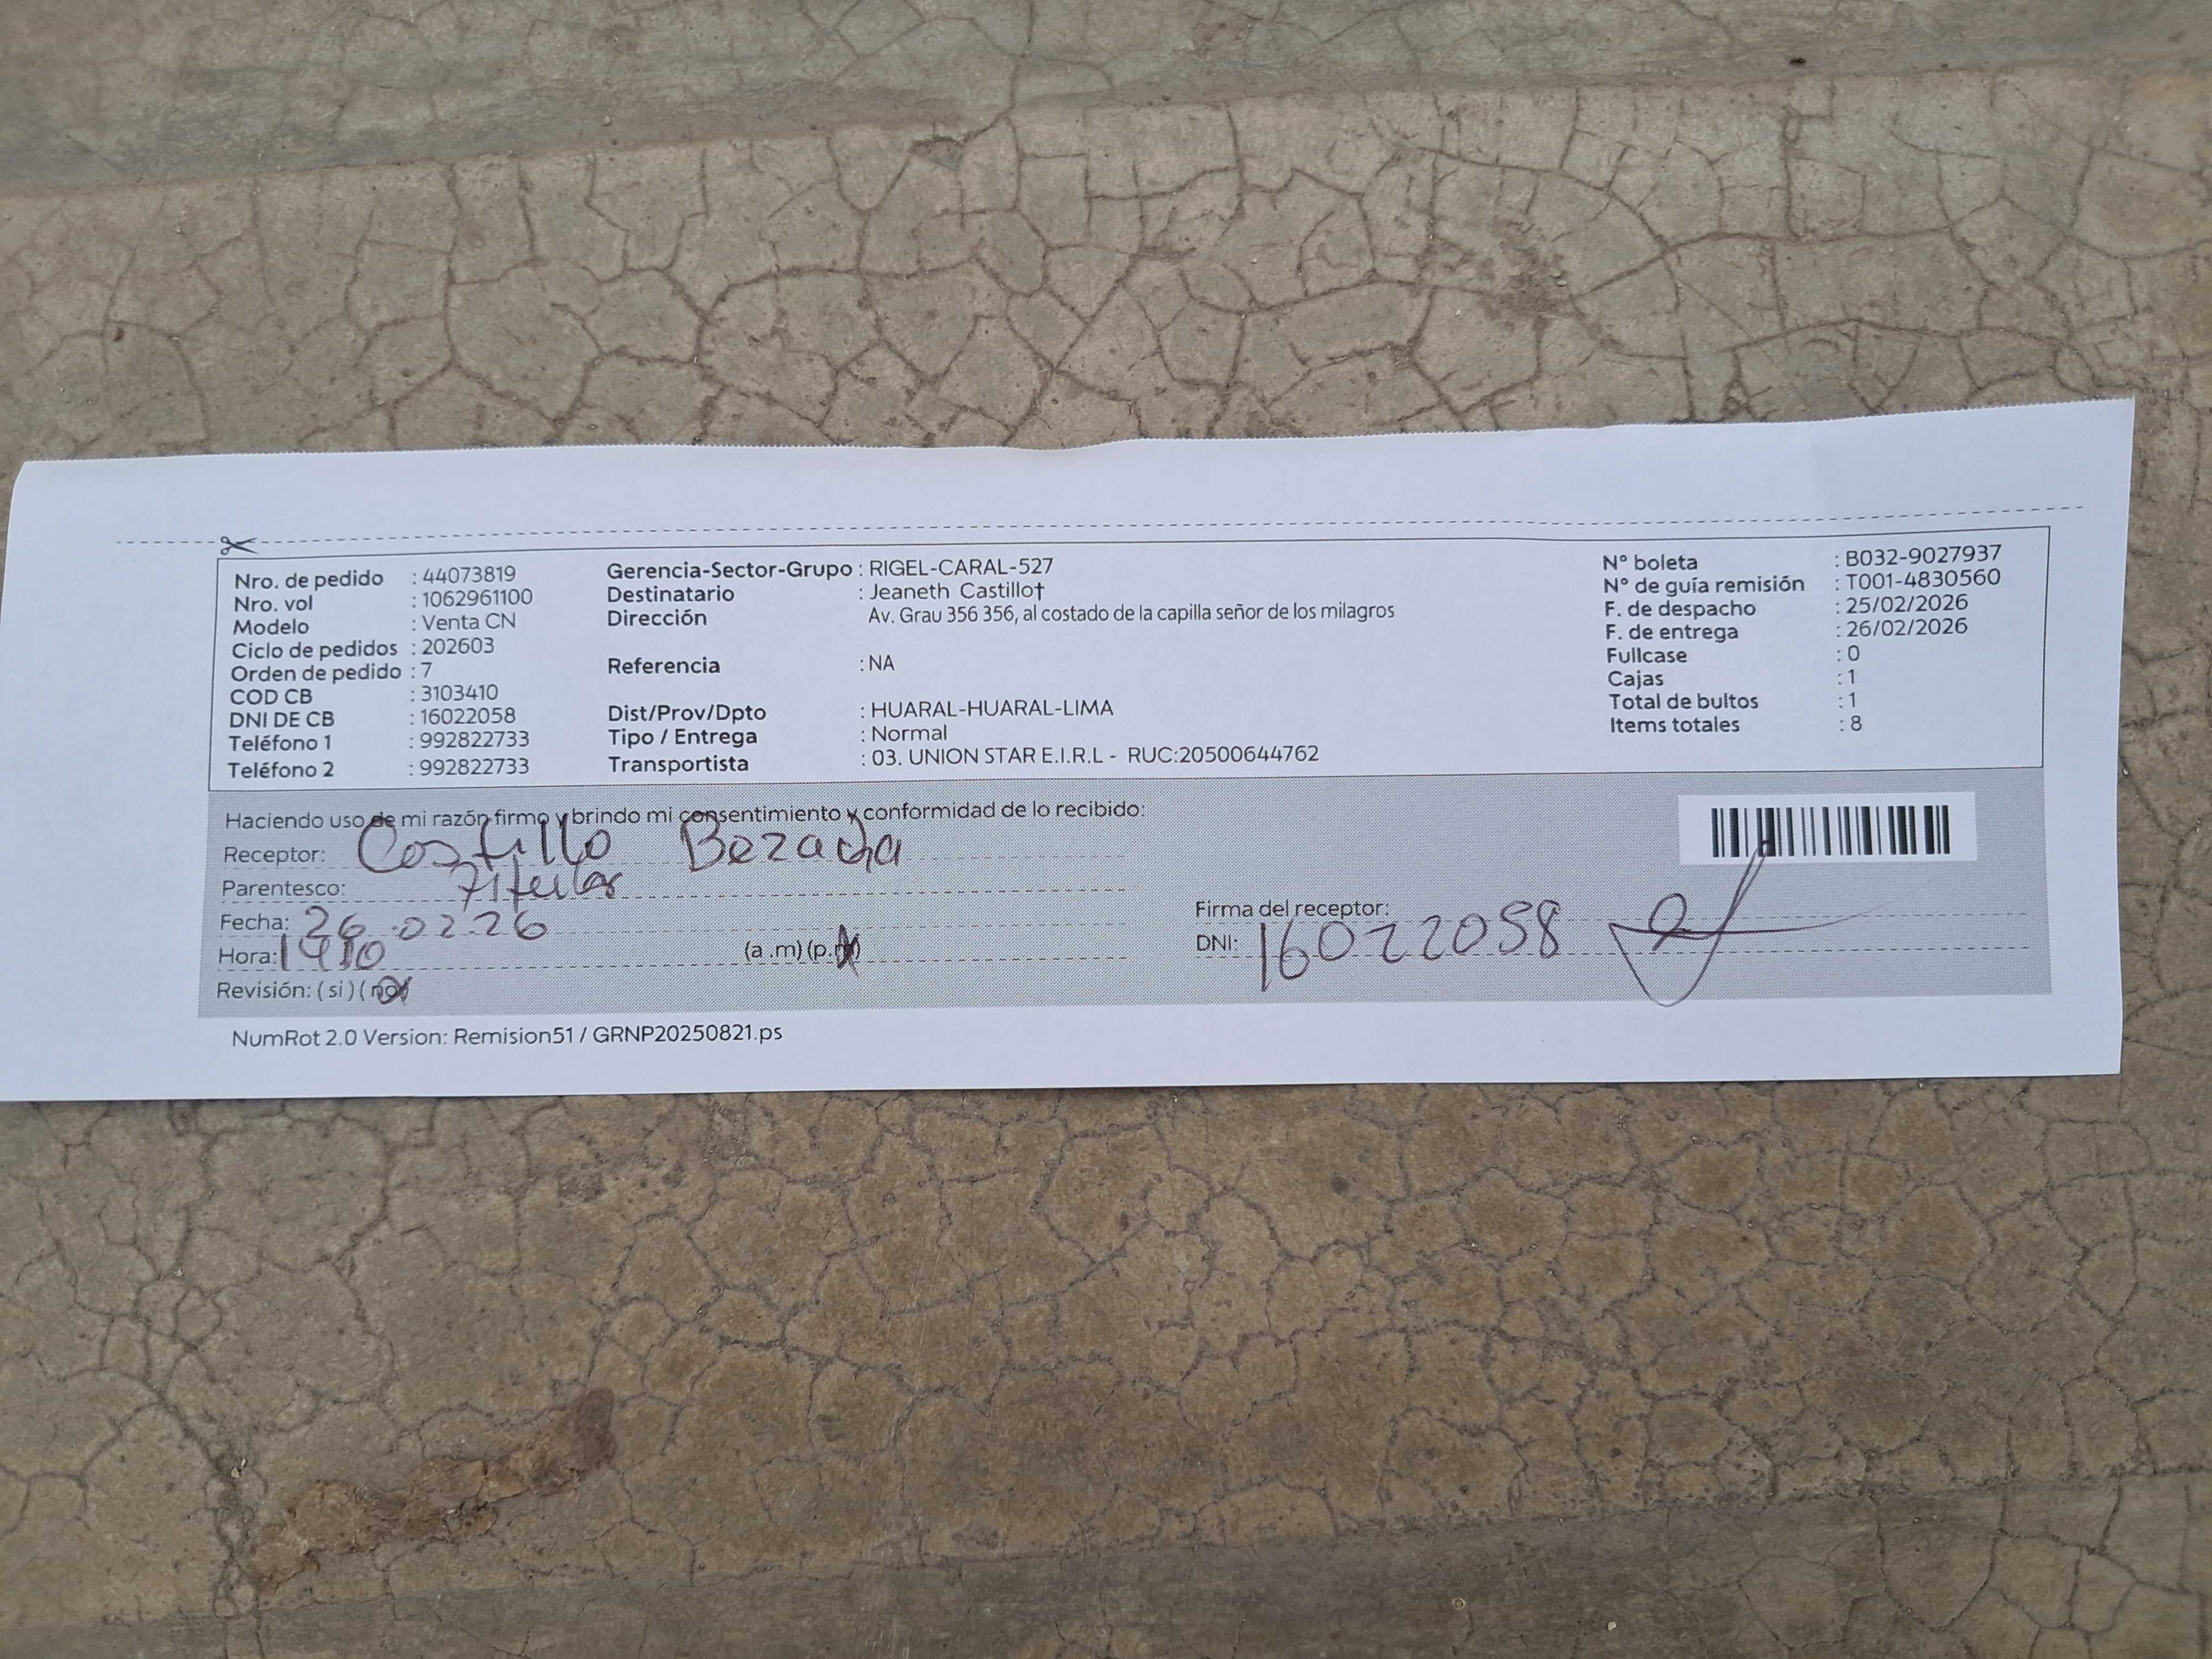 Nro. de pedido : 44073819
Nro. vol : 1062961100
Modelo : Venta CN
Ciclo de pedidos : 202603
Orden de pedido : 7
COD CB : 3103410
DNI DE CB : 16022058
Teléfono 1 : 992822733
Teléfono 2 : 992822733
Gerencia-Sector-Grupo : RIGEL-CARAL-527
Destinatario : Jeaneth Castillo†
Dirección Av. Grau 356 356, al costado de la capilla señor de los milagros
Referencia : NA
Dist/Prov/Dpto : HUARAL-HUARAL-LIMA
Tipo / Entrega : Normal
Transportista : 03. UNION STAR E.I.R.L - RUC:20500644762
N° boleta : B032-9027937
N° de guía remisión : T001-4830560
F. de despacho : 25/02/2026
F. de entrega : 26/02/2026
Fullcase : 0
Cajas : 1
Total de bultos : 1
Items totales : 8
Haciendo uso de mi razón firmo y brindo mi consentimiento y conformidad de lo recibido:
Receptor: Castillo Bezada
Parentesco: Titular
Fecha: 26.02.26
Hora: 1410 (a.m) (p.m)
Revisión: (si) (no)
Firma del receptor:
DNI: 16022058
NumRot 2.0 Version: Remision51 / GRNP20250821.ps